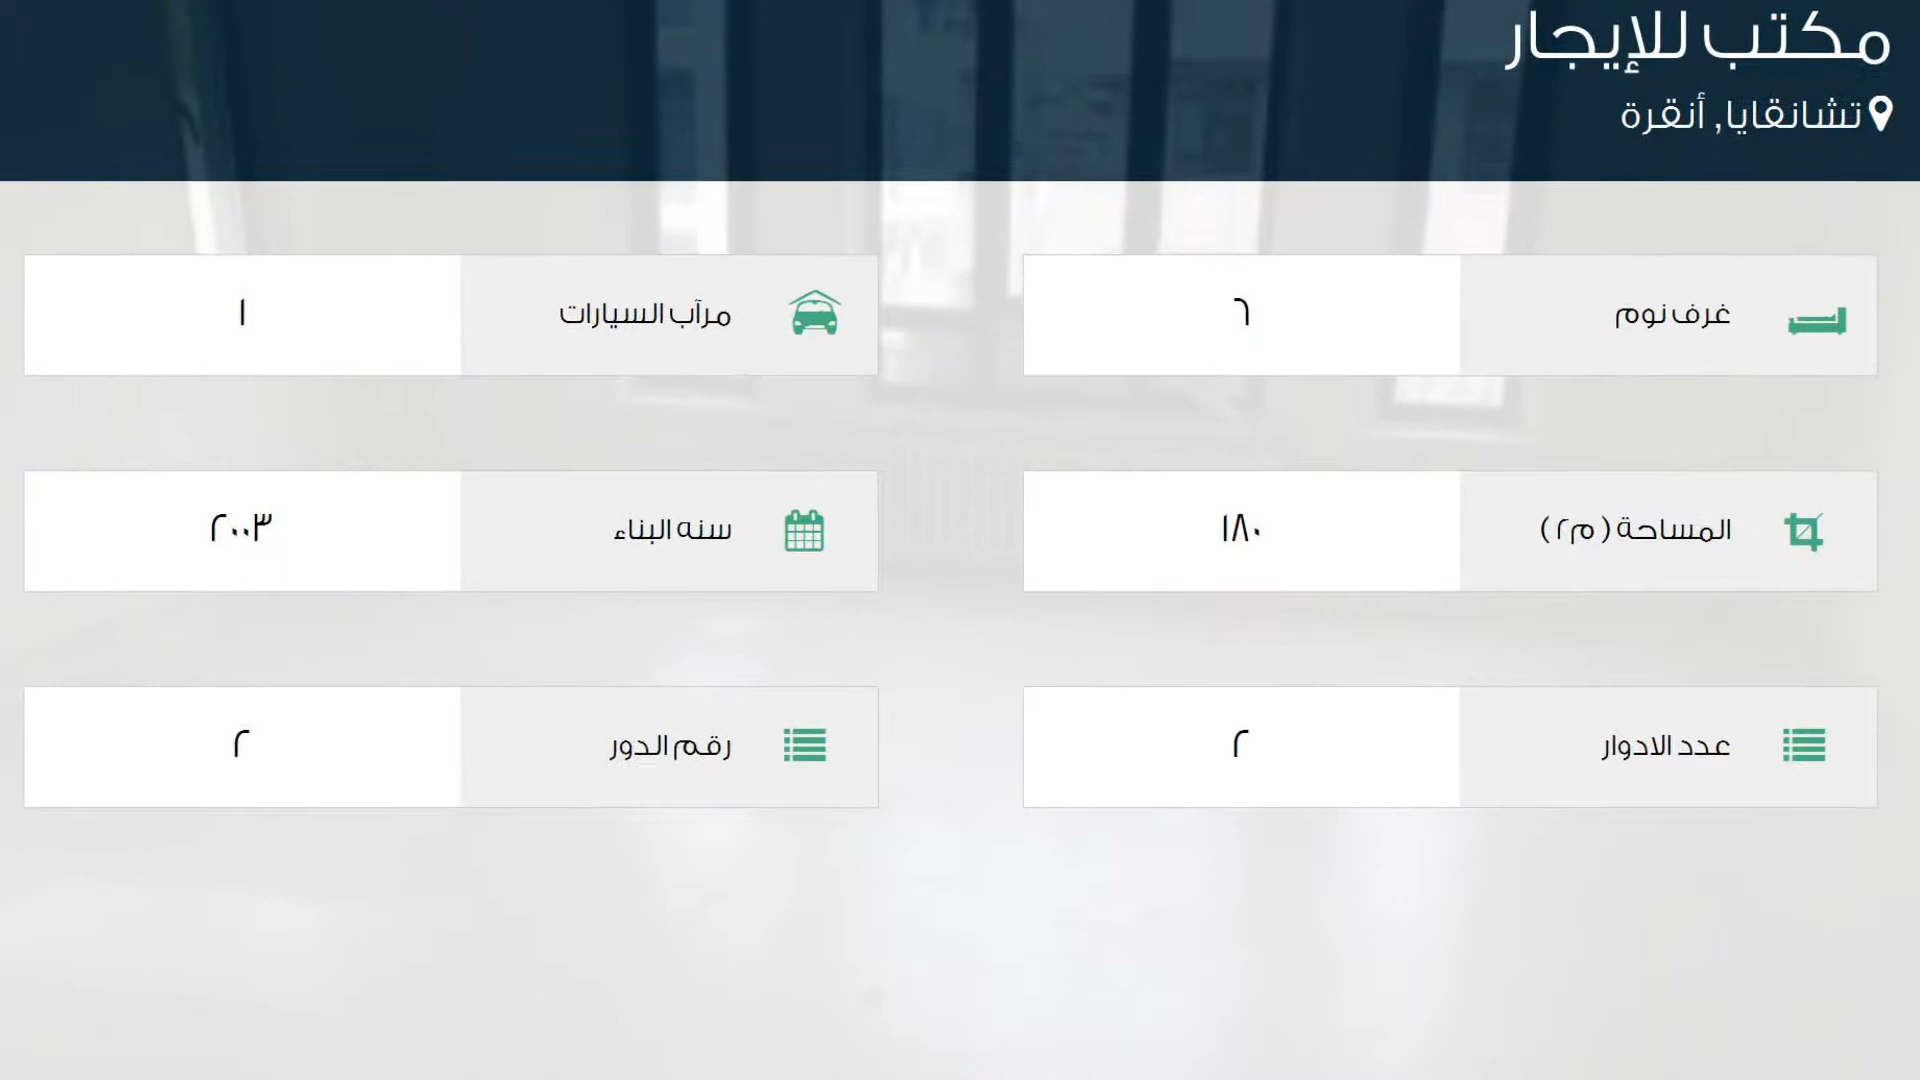 مكتب للإيجار
تشانقايا, أنقرة
غرف نوم ٦
مرآب السيارات ١
المساحة ( م٢ ) ١٨٠
سنه البناء ٢٠٠٣
عدد الادوار ٢
رقم الدور ٢